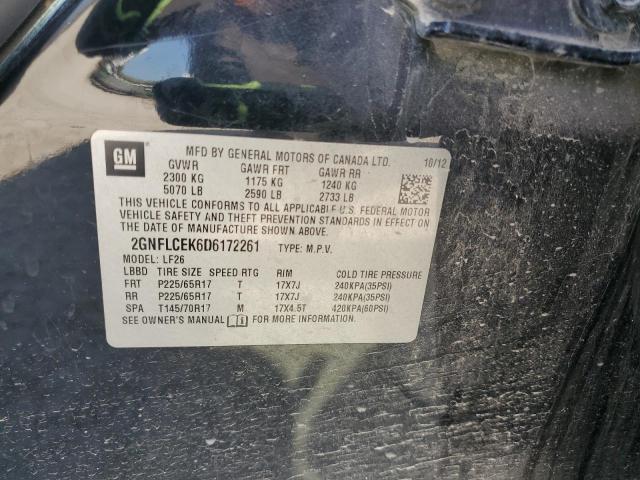 GM
MFD BY GENERAL MOTORS OF CANADA LTD. 10/12
GVWR GAWR FRT GAWR RR
2300 KG 1175 KG 1240 KG
5070 LB 2590 LB 2733 LB
THIS VEHICLE CONFORMS TO ALL APPLICABLE U.S. FEDERAL MOTOR
VEHICLE SAFETY AND THEFT PREVENTION STANDARDS IN EFFECT ON
THE DATE OF MANUFACTURE SHOWN ABOVE.
2GNFLCEK6D6172261 TYPE: M.P.V.
MODEL: LF26
LBBD TIRE SIZE SPEED RTG RIM COLD TIRE PRESSURE
FRT P225/65R17 T 17X7J 240KPA(35PSI)
RR P225/65R17 T 17X7J 240KPA(35PSI)
SPA T145/70R17 M 17X4.5T 420KPA(60PSI)
SEE OWNER'S MANUAL FOR MORE INFORMATION.